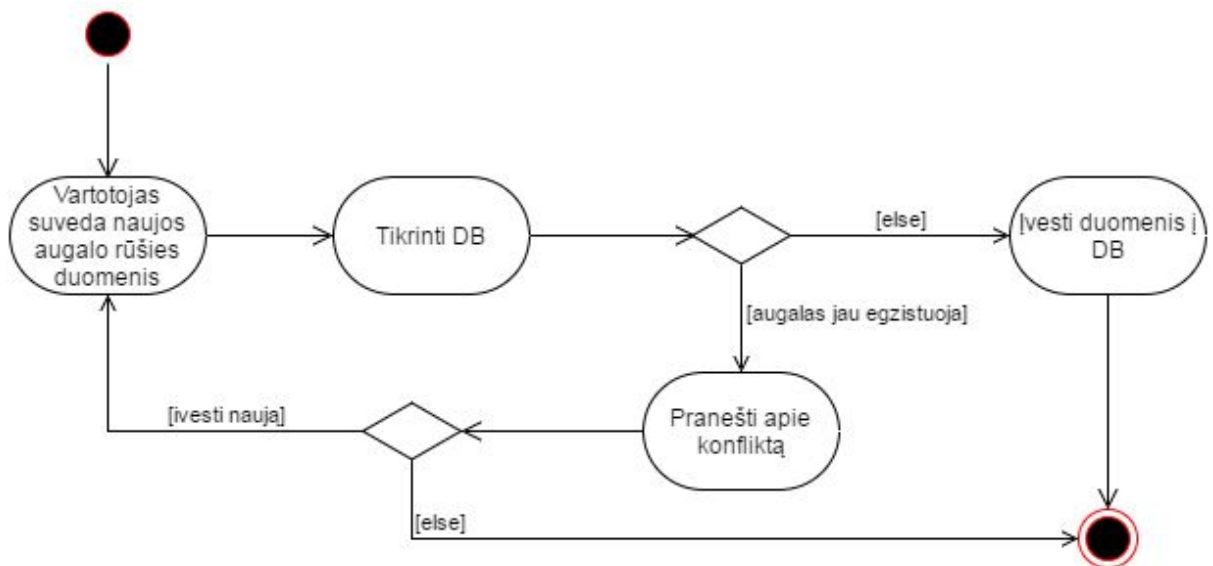 Vartotojas
suveda naujos
augalo rūšies
duomenis
Tikrinti DB
[else]
Įvesti duomenis į
DB
[augalas jau egzistuoja]
Pranešti apie
konfliktą
[ivesti naują]
[else]